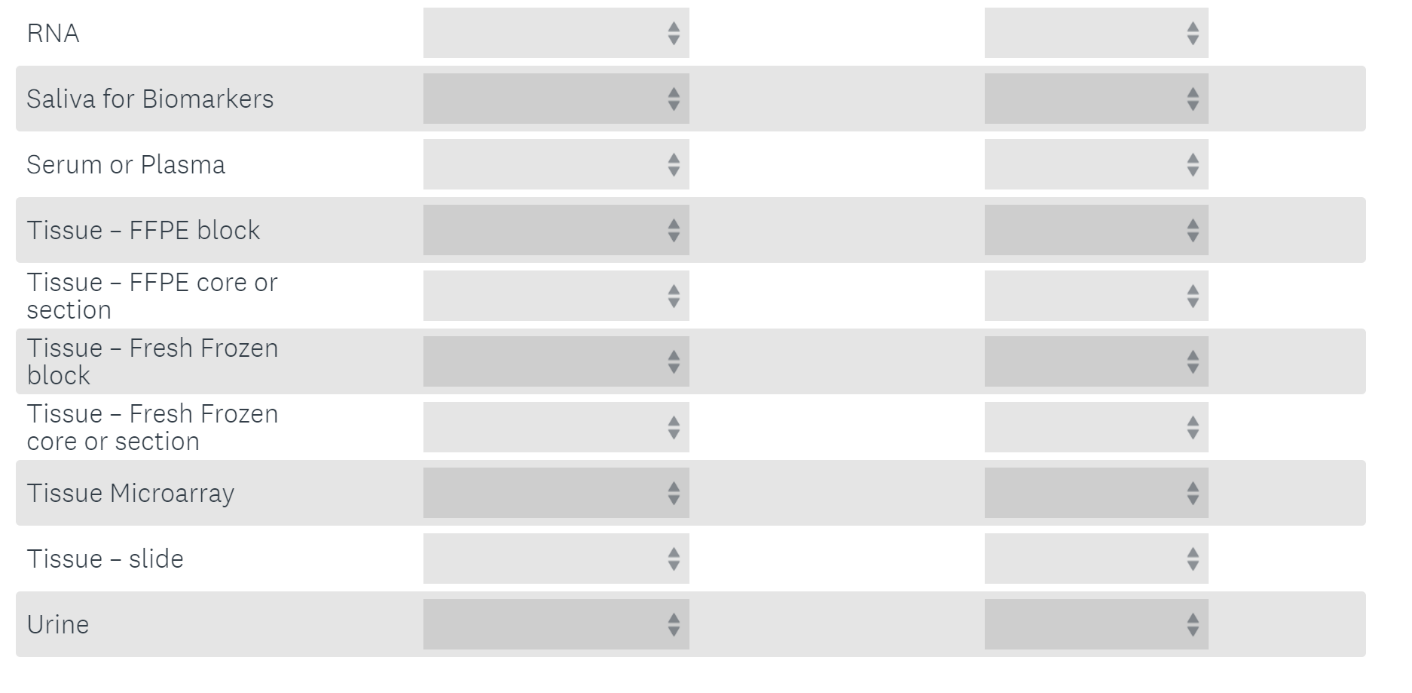 RNA
Saliva for Biomarkers
Serum or Plasma
Tissue – FFPE block
Tissue – FFPE core or
section
Tissue – Fresh Frozen
block
Tissue – Fresh Frozen
core or section
Tissue Microarray
Tissue – slide
Urine